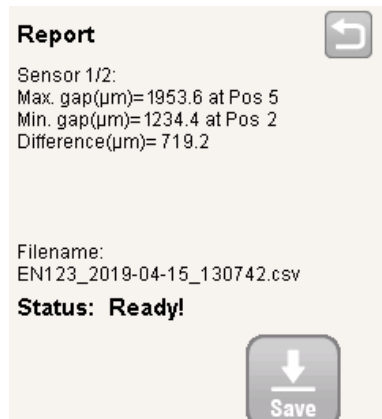 Report
Sensor 1/2:
Max. gap(µm)=1953.6 at Pos 5
Min. gap(µm)=1234.4 at Pos 2
Difference(µm)= 719.2
Filename:
EN123_2019-04-15_130742.csv
Status: Ready!
Save